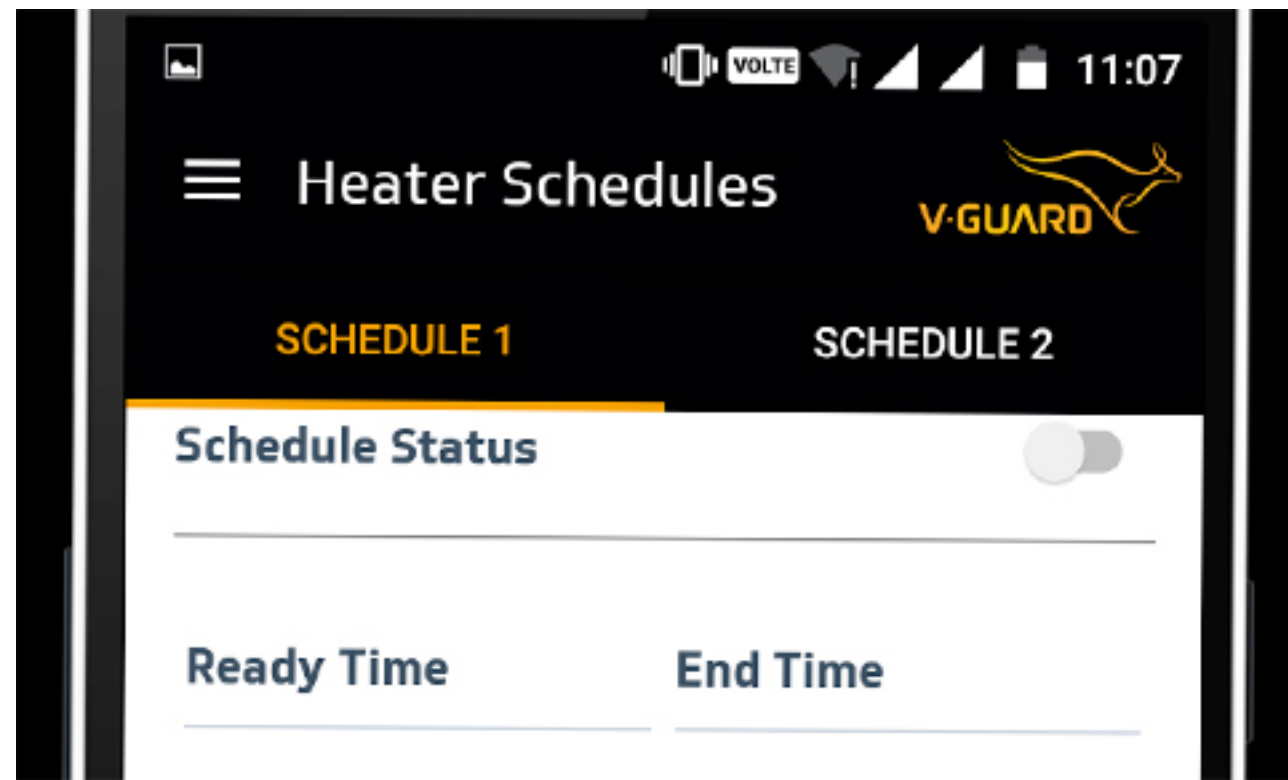 VOLTE 11:07
Heater Schedules
V-GUARD
SCHEDULE 1 SCHEDULE 2
Schedule Status
Ready Time End Time